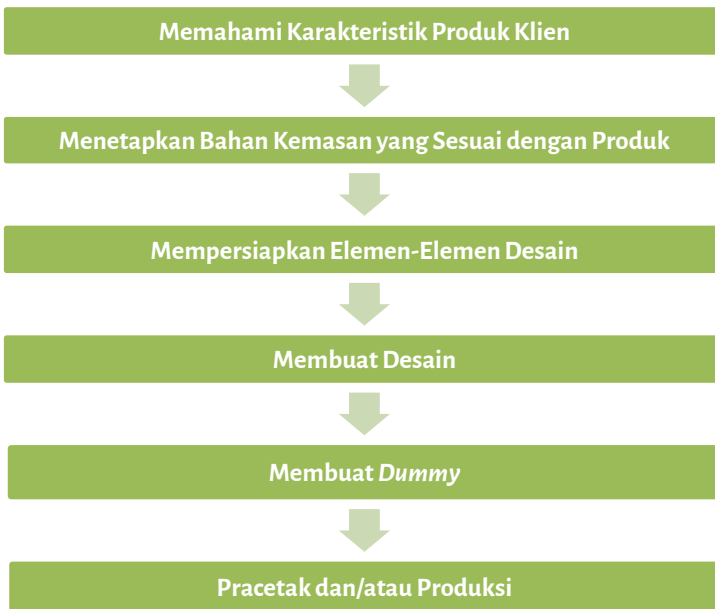 Memahami Karakteristik Produk Klien
Menetapkan Bahan Kemasan yang Sesuai dengan Produk
Mempersiapkan Elemen-Elemen Desain
Membuat Desain
Membuat Dummy
Pracetak dan/atau Produksi